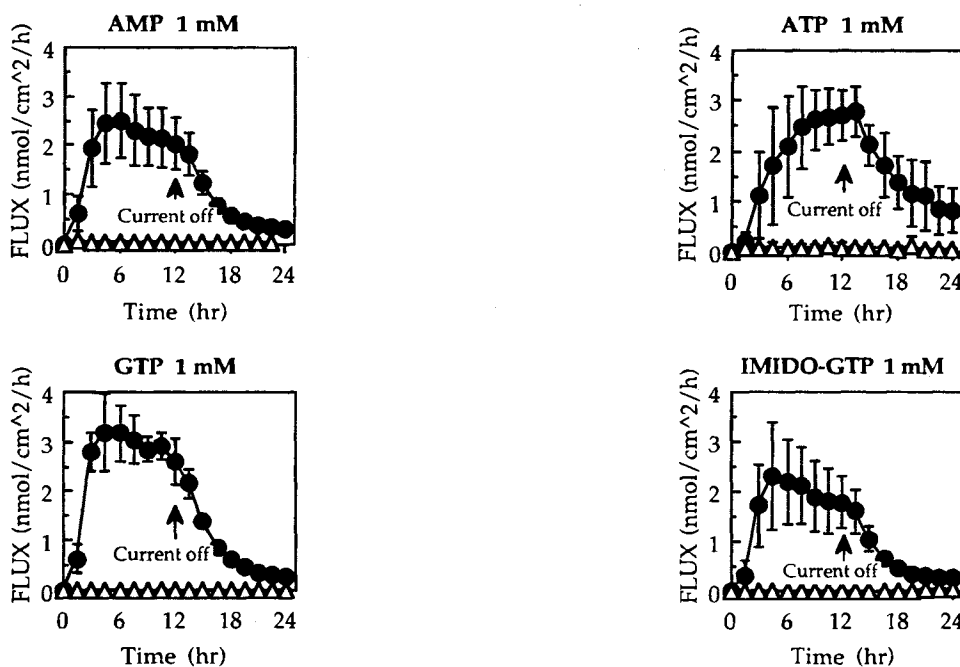 AMP 1 mM
FLUX (nmol/cm^2/h)
4
3
2
1
0
Current off
0 6 12 18 24
Time (hr)
ATP 1 mM
FLUX (nmol/cm^2/h)
4
3
2
1
0
Current off
0 6 12 18 24
Time (hr)
GTP 1 mM
FLUX (nmol/cm^2/h)
4
3
2
1
0
Current off
0 6 12 18 24
Time (hr)
IMIDO-GTP 1 mM
FLUX (nmol/cm^2/h)
4
3
2
1
0
Current off
0 6 12 18 24
Time (hr)